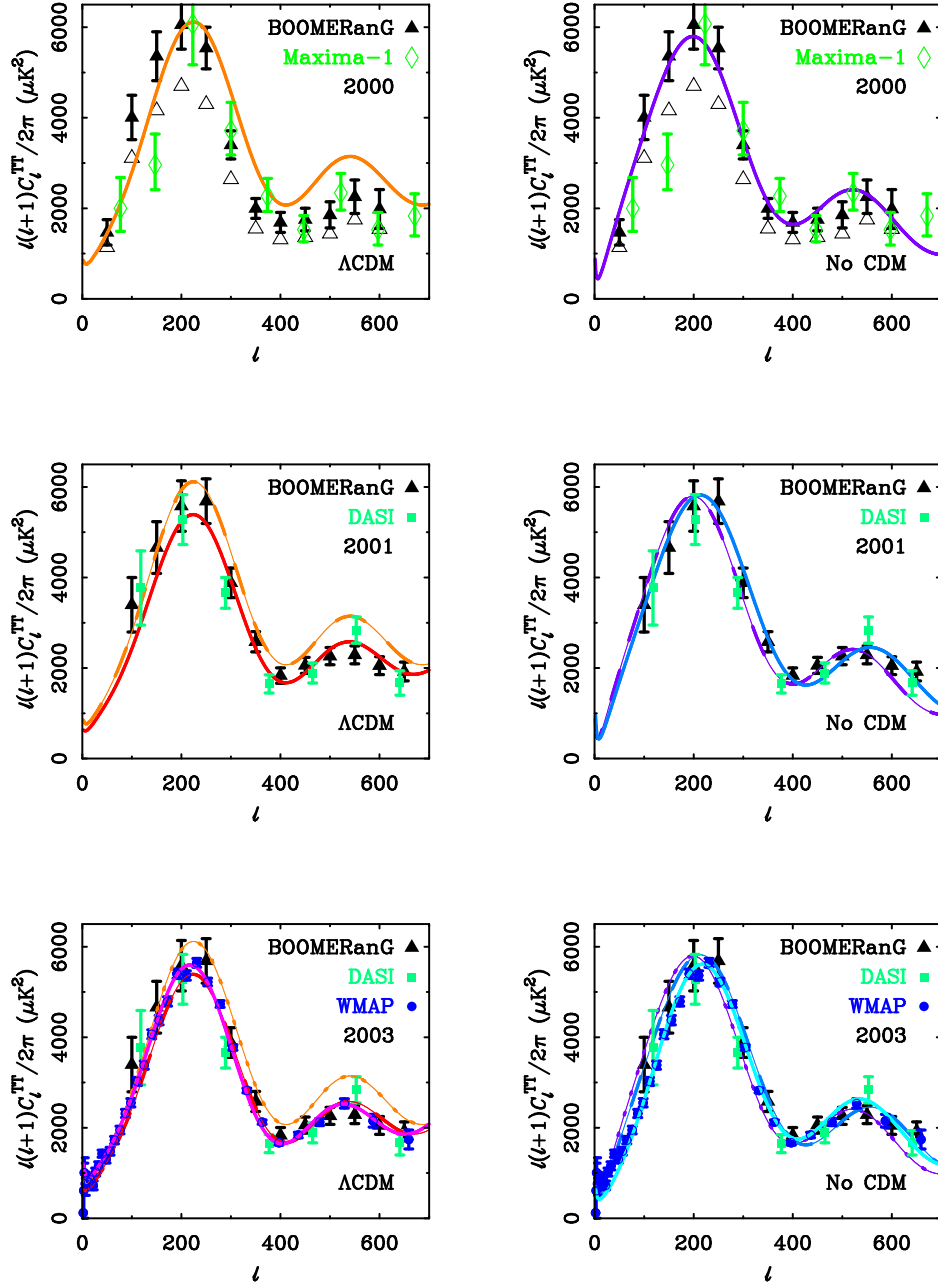 BOOMERanG
Maxima-1
2000
ΛCDM
ℓ(ℓ+1)C_ℓ^TT/2π (μK²)
0 2000 4000 6000
0 200 400 600
ℓ
BOOMERanG
Maxima-1
2000
No CDM
ℓ(ℓ+1)C_ℓ^TT/2π (μK²)
0 2000 4000 6000
0 200 400 600
ℓ
BOOMERanG
DASI
2001
ΛCDM
ℓ(ℓ+1)C_ℓ^TT/2π (μK²)
0 2000 4000 6000
0 200 400 600
ℓ
BOOMERanG
DASI
2001
No CDM
ℓ(ℓ+1)C_ℓ^TT/2π (μK²)
0 2000 4000 6000
0 200 400 600
ℓ
BOOMERanG
DASI
WMAP
2003
ΛCDM
ℓ(ℓ+1)C_ℓ^TT/2π (μK²)
0 2000 4000 6000
0 200 400 600
ℓ
BOOMERanG
DASI
WMAP
2003
No CDM
ℓ(ℓ+1)C_ℓ^TT/2π (μK²)
0 2000 4000 6000
0 200 400 600
ℓ